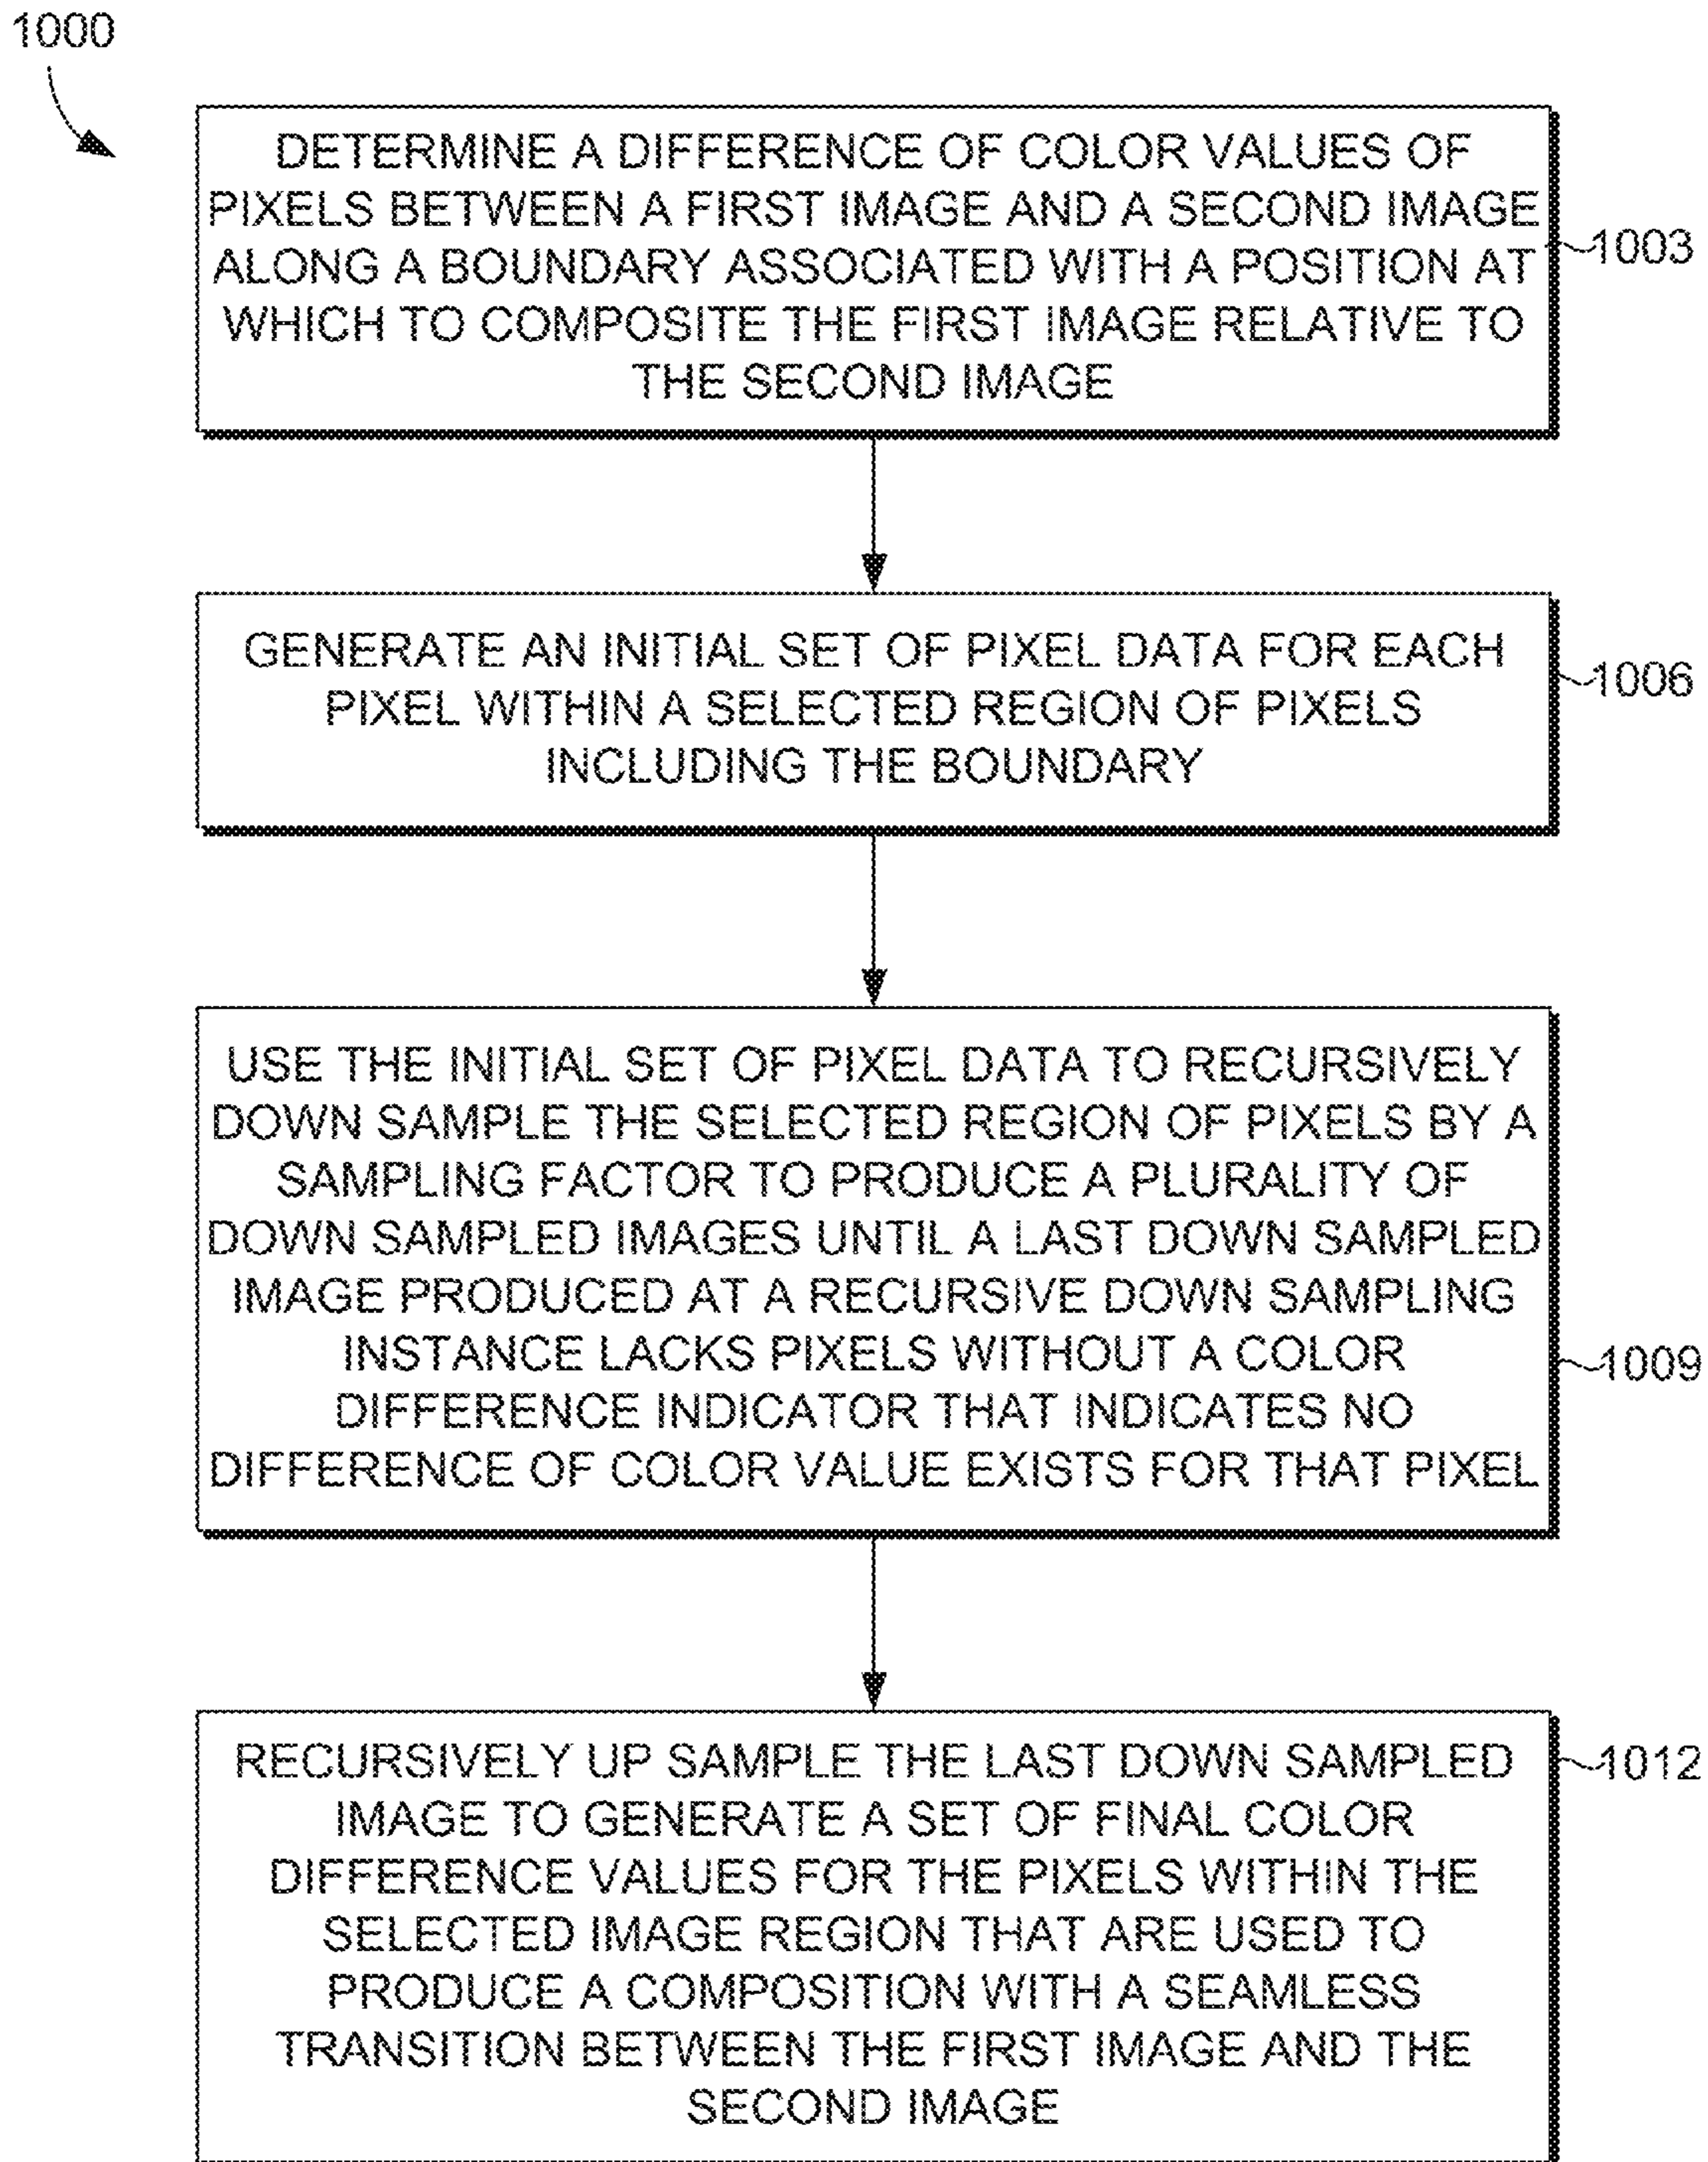 1000
DETERMINE A DIFFERENCE OF COLOR VALUES OF
PIXELS BETWEEN A FIRST IMAGE AND A SECOND IMAGE
ALONG A BOUNDARY ASSOCIATED WITH A POSITION AT
WHICH TO COMPOSITE THE FIRST IMAGE RELATIVE TO
THE SECOND IMAGE
1003
GENERATE AN INITIAL SET OF PIXEL DATA FOR EACH
PIXEL WITHIN A SELECTED REGION OF PIXELS
INCLUDING THE BOUNDARY
1006
USE THE INITIAL SET OF PIXEL DATA TO RECURSIVELY
DOWN SAMPLE THE SELECTED REGION OF PIXELS BY A
SAMPLING FACTOR TO PRODUCE A PLURALITY OF
DOWN SAMPLED IMAGES UNTIL A LAST DOWN SAMPLED
IMAGE PRODUCED AT A RECURSIVE DOWN SAMPLING
INSTANCE LACKS PIXELS WITHOUT A COLOR
DIFFERENCE INDICATOR THAT INDICATES NO
DIFFERENCE OF COLOR VALUE EXISTS FOR THAT PIXEL
1009
RECURSIVELY UP SAMPLE THE LAST DOWN SAMPLED
IMAGE TO GENERATE A SET OF FINAL COLOR
DIFFERENCE VALUES FOR THE PIXELS WITHIN THE
SELECTED IMAGE REGION THAT ARE USED TO
PRODUCE A COMPOSITION WITH A SEAMLESS
TRANSITION BETWEEN THE FIRST IMAGE AND THE
SECOND IMAGE
1012